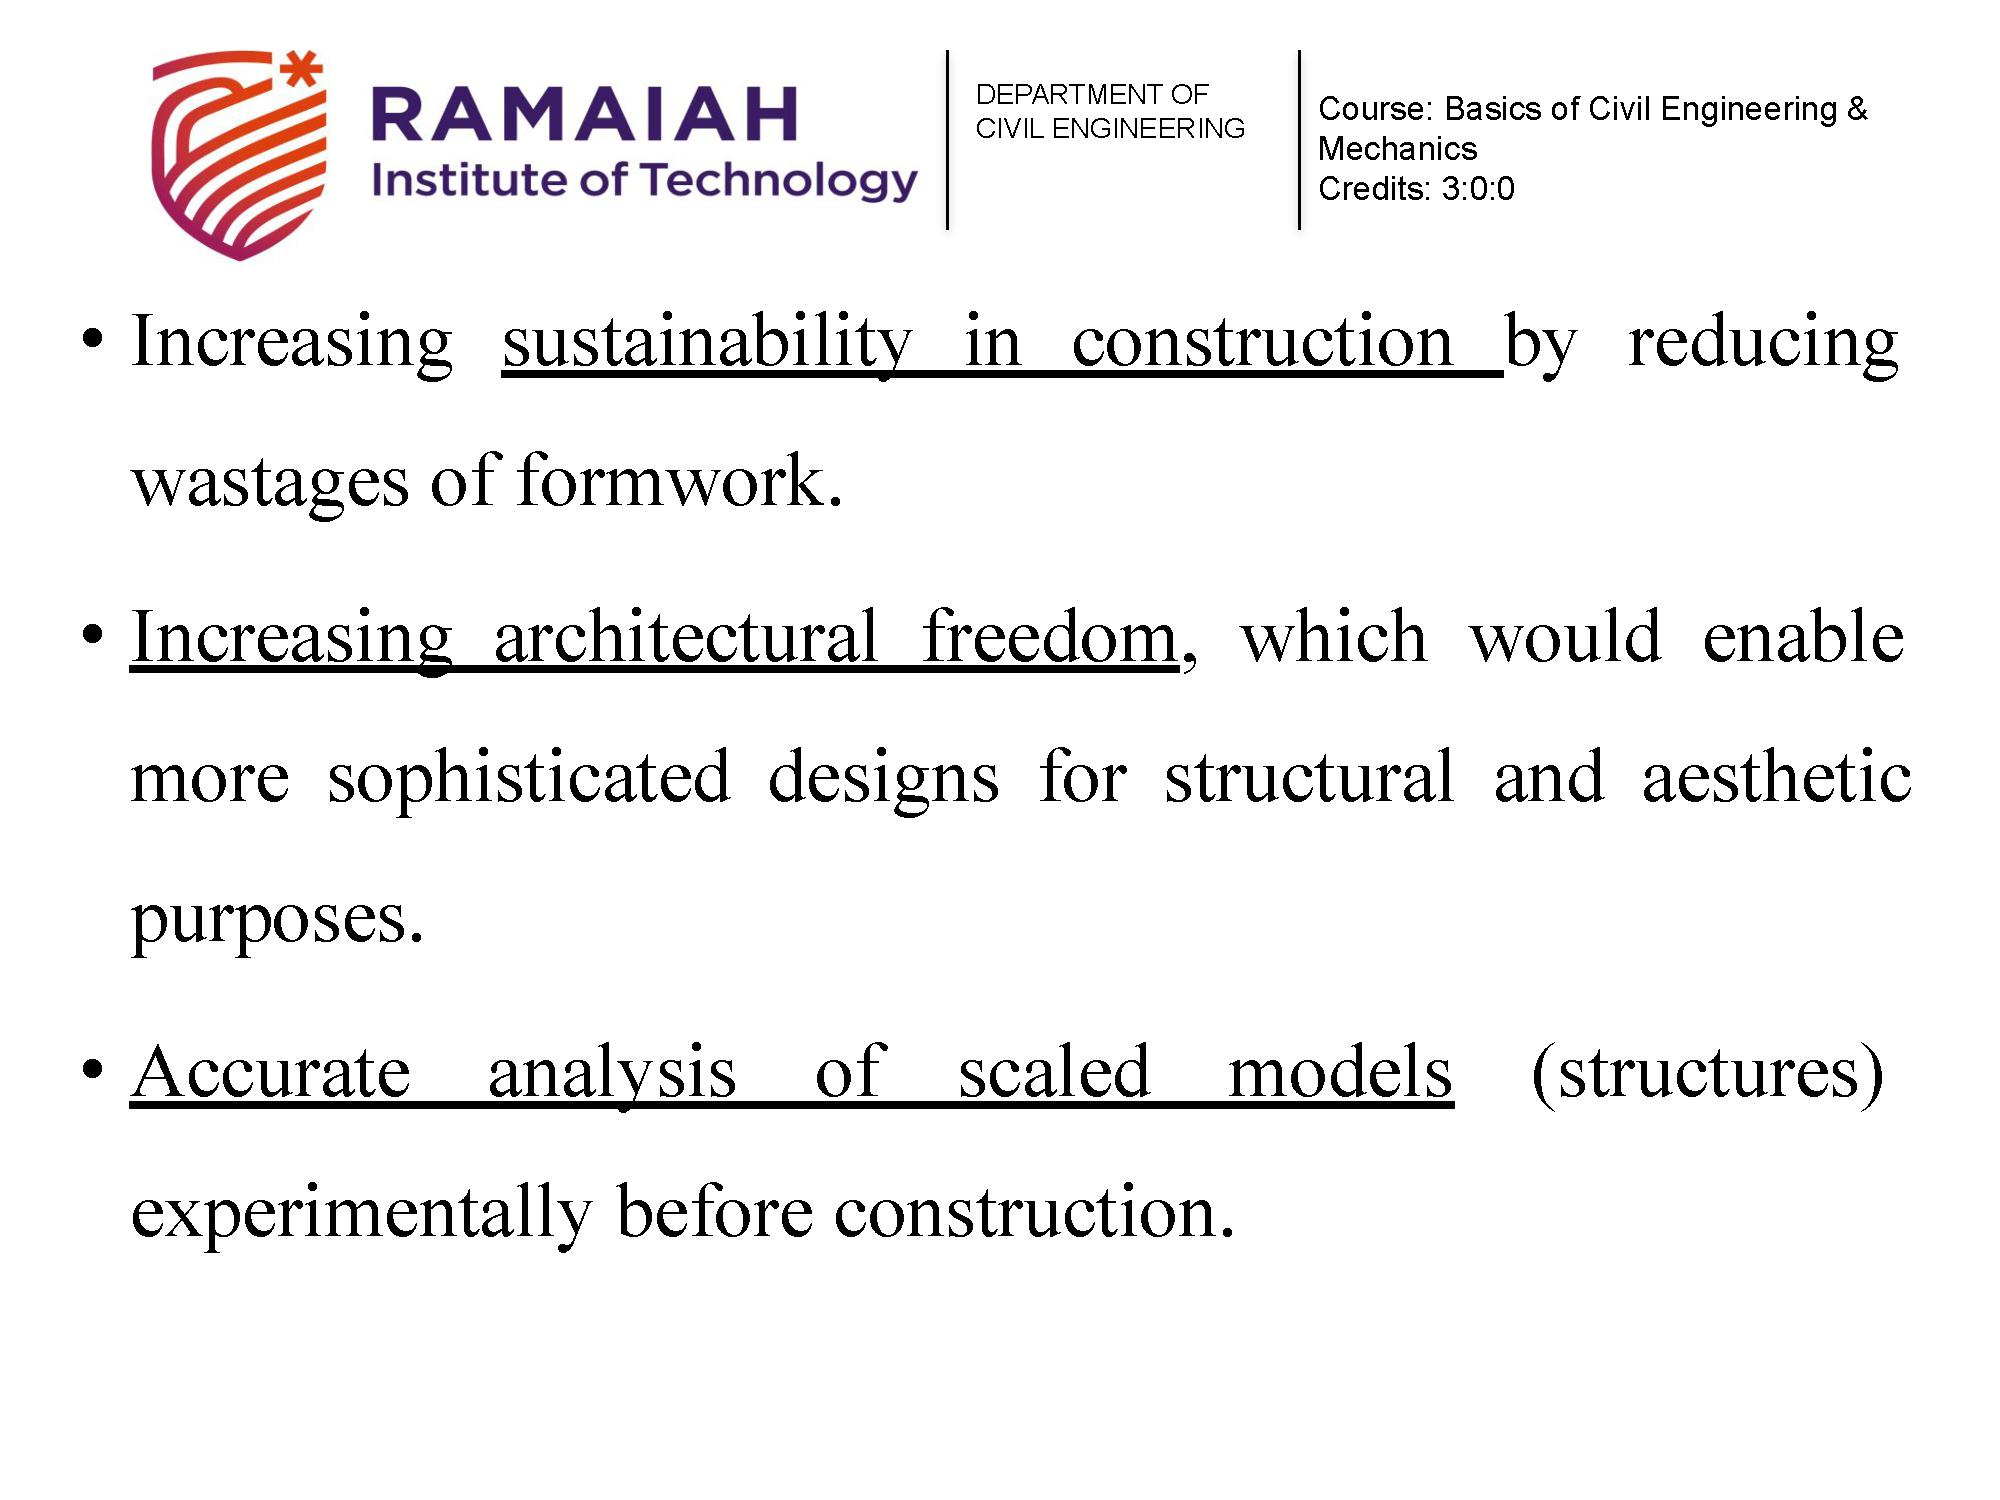 RAMAIAH
Institute of Technology
DEPARTMENT OF
CIVIL ENGINEERING
Course: Basics of Civil Engineering &
Mechanics
Credits: 3:0:0
• Increasing sustainability in construction by reducing
wastages of formwork.
• Increasing architectural freedom, which would enable
more sophisticated designs for structural and aesthetic
purposes.
• Accurate analysis of scaled models (structures)
experimentally before construction.